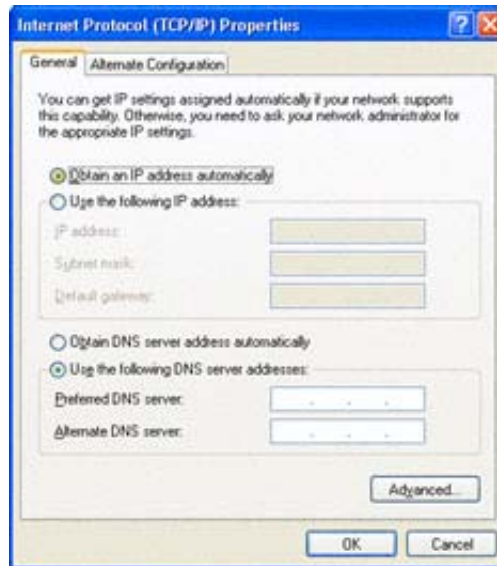 Internet Protocol (TCP/IP) Properties
General
Alternate Configuration
You can get IP settings assigned automatically if your network supports
this capability. Otherwise, you need to ask your network administrator for
the appropriate IP settings.
Obtain an IP address automatically
Use the following IP address:
IP address:
Subnet mask:
Default gateway:
Obtain DNS server address automatically
Use the following DNS server addresses:
Preferred DNS server:
Alternate DNS server:
Advanced...
OK
Cancel